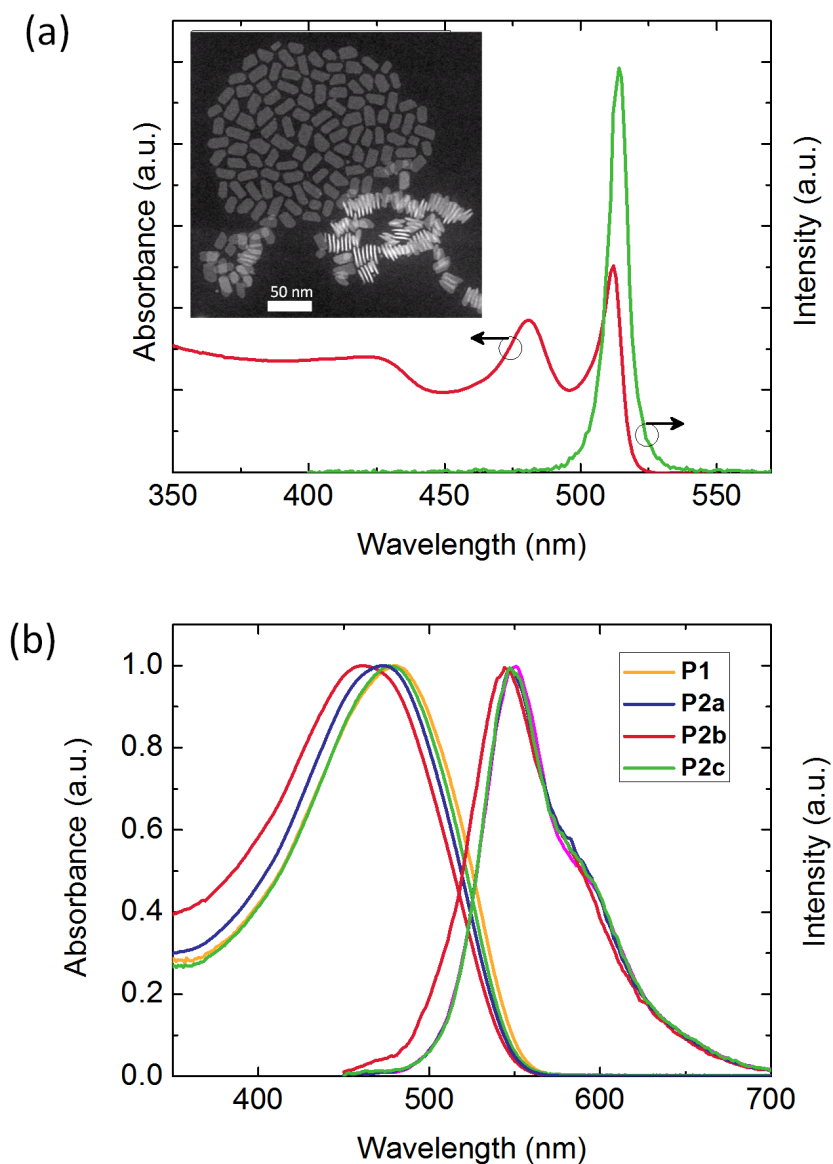 (a)
Absorbance (a.u.)
Intensity (a.u.)
50 nm
350 400 450 500 550
Wavelength (nm)
(b)
Absorbance (a.u.)
Intensity (a.u.)
1.0
0.8
0.6
0.4
0.2
0.0
P1
P2a
P2b
P2c
400 500 600 700
Wavelength (nm)